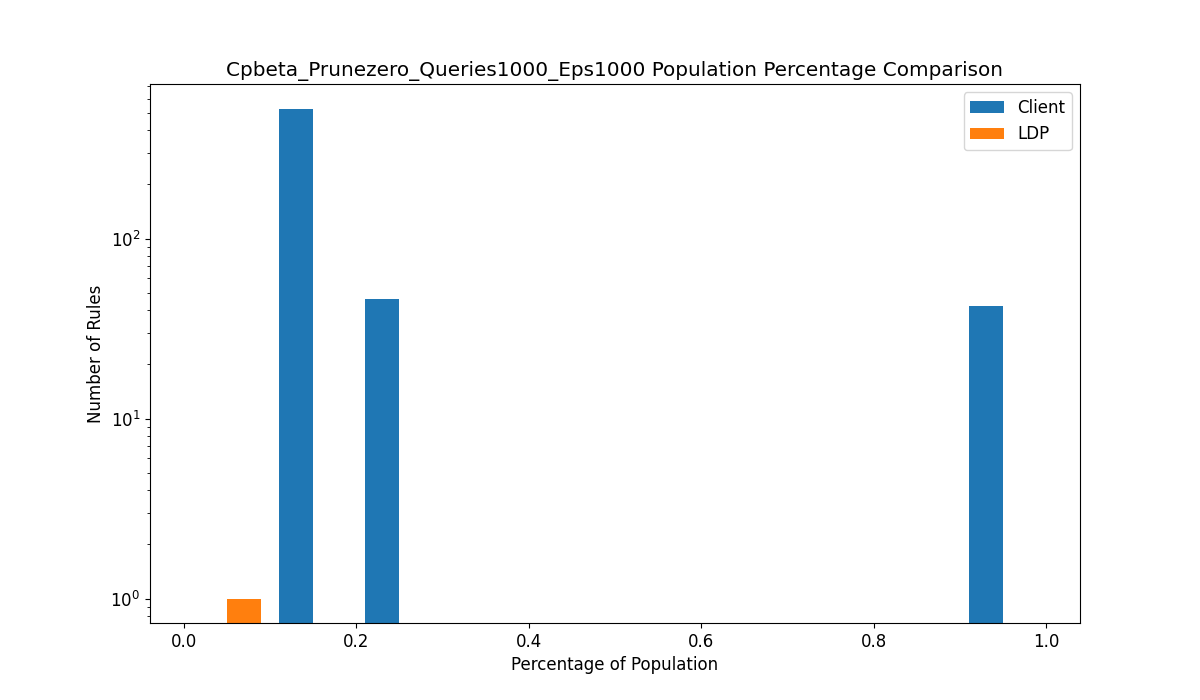 Cpbeta_Prunezero_Queries1000_Eps1000 Population Percentage Comparison
Client
LDP
Number of Rules
10²
10¹
10⁰
0.0 0.2 0.4 0.6 0.8 1.0
Percentage of Population